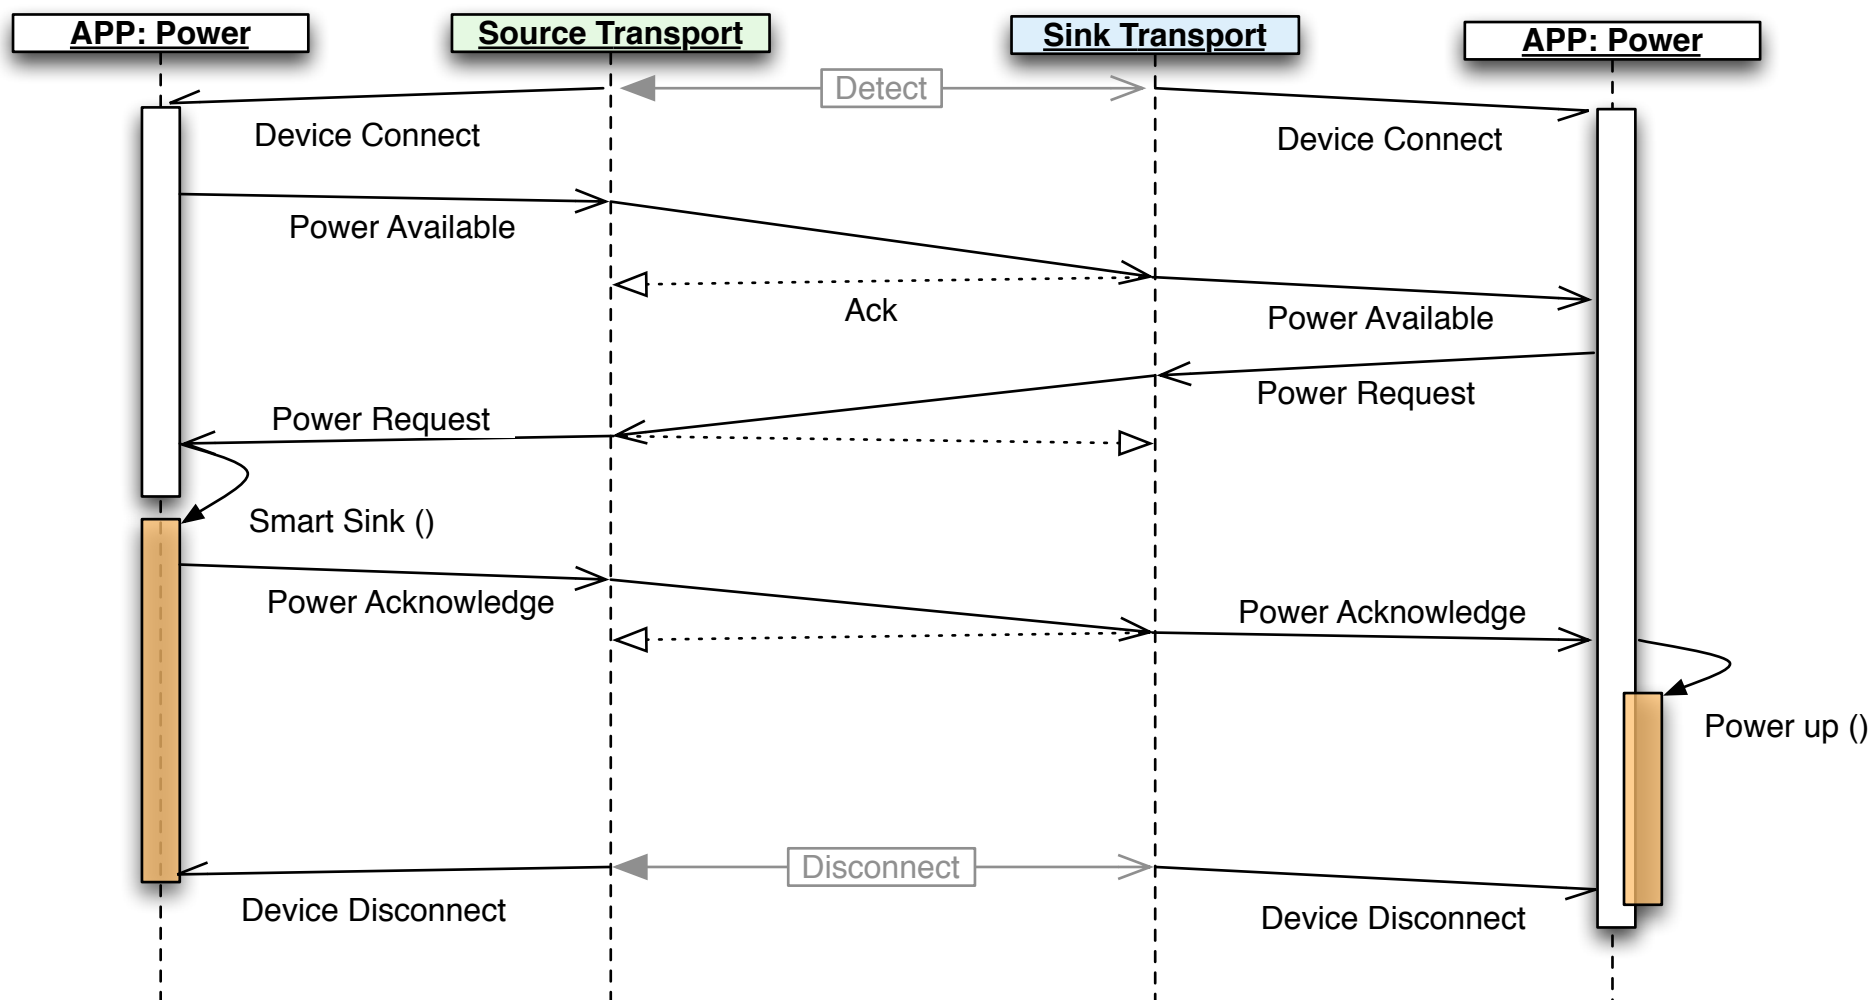 APP: Power
Source Transport
Sink Transport
APP: Power
Detect
Device Connect
Device Connect
Power Available
Ack
Power Available
Power Request
Power Request
Smart Sink ()
Power Acknowledge
Power Acknowledge
Power up ()
Disconnect
Device Disconnect
Device Disconnect